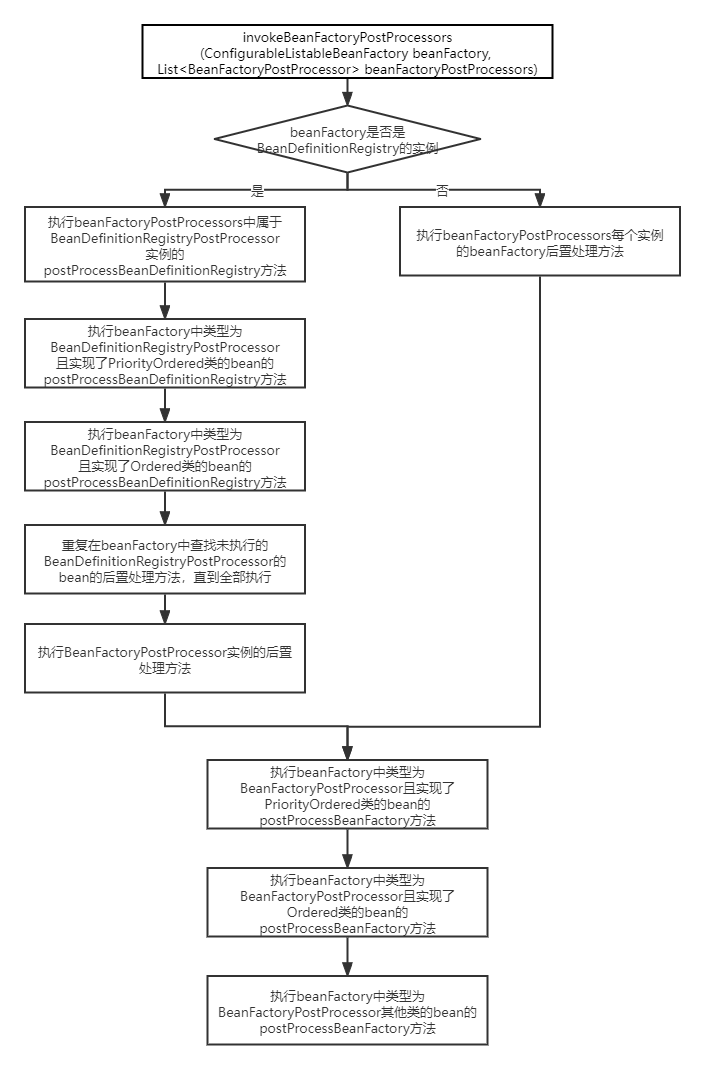 invokeBeanFactoryPostProcessors
(ConfigurableListableBeanFactory beanFactory,
List<BeanFactoryPostProcessor> beanFactoryPostProcessors)
beanFactory是否是
BeanDefinitionRegistry的实例
是
否
执行beanFactoryPostProcessors中属于
BeanDefinitionRegistryPostProcessor
实例的
postProcessBeanDefinitionRegistry方法
执行beanFactoryPostProcessors每个实例
的beanFactory后置处理方法
执行beanFactory中类型为
BeanDefinitionRegistryPostProcessor
且实现了PriorityOrdered类的bean的
postProcessBeanDefinitionRegistry方法
执行beanFactory中类型为
BeanDefinitionRegistryPostProcessor
且实现了Ordered类的bean的
postProcessBeanDefinitionRegistry方法
重复在beanFactory中查找未执行的
BeanDefinitionRegistryPostProcessor的
bean的后置处理方法，直到全部执行
执行BeanFactoryPostProcessor实例的后置
处理方法
执行beanFactory中类型为
BeanFactoryPostProcessor且实现了
PriorityOrdered类的bean的
postProcessBeanFactory方法
执行beanFactory中类型为
BeanFactoryPostProcessor且实现了
Ordered类的bean的
postProcessBeanFactory方法
执行beanFactory中类型为
BeanFactoryPostProcessor其他类的bean的
postProcessBeanFactory方法